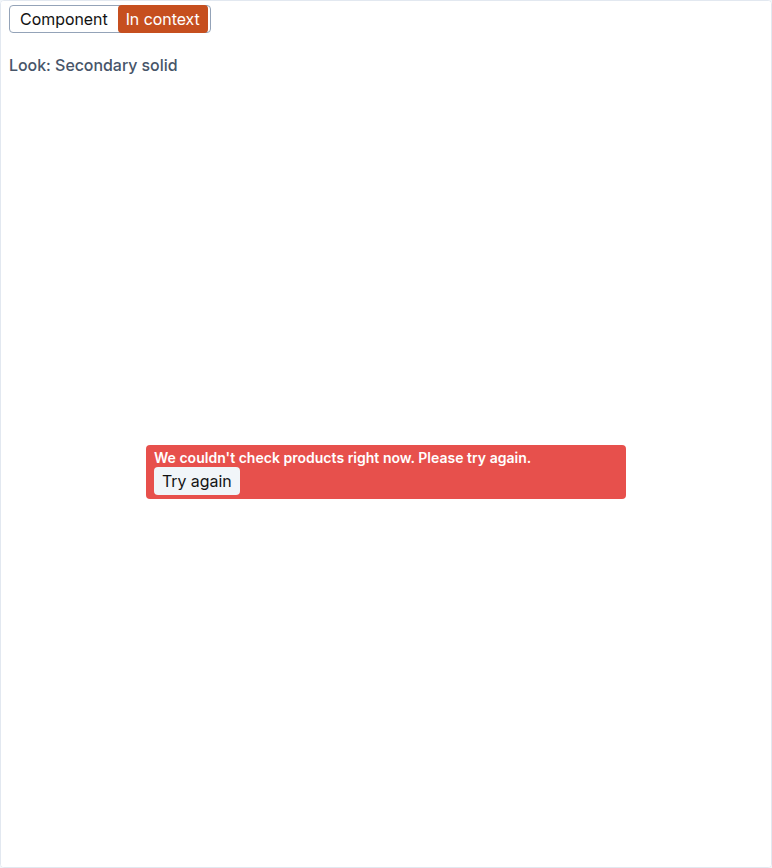 Component In context
Look: Secondary solid
We couldn't check products right now. Please try again.
Try again